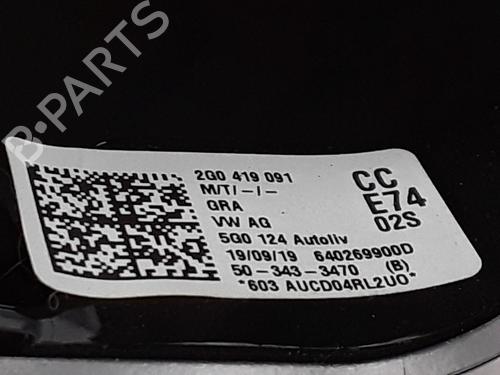 2G0 419 091
M/T/-/-
GRA
VW AG
5G0 124 Autoliv
19/09/19 640269900D
50-343-3470 (B)
*603 AUCD04RL2U0*
CC
E74
02S
B-PARTS